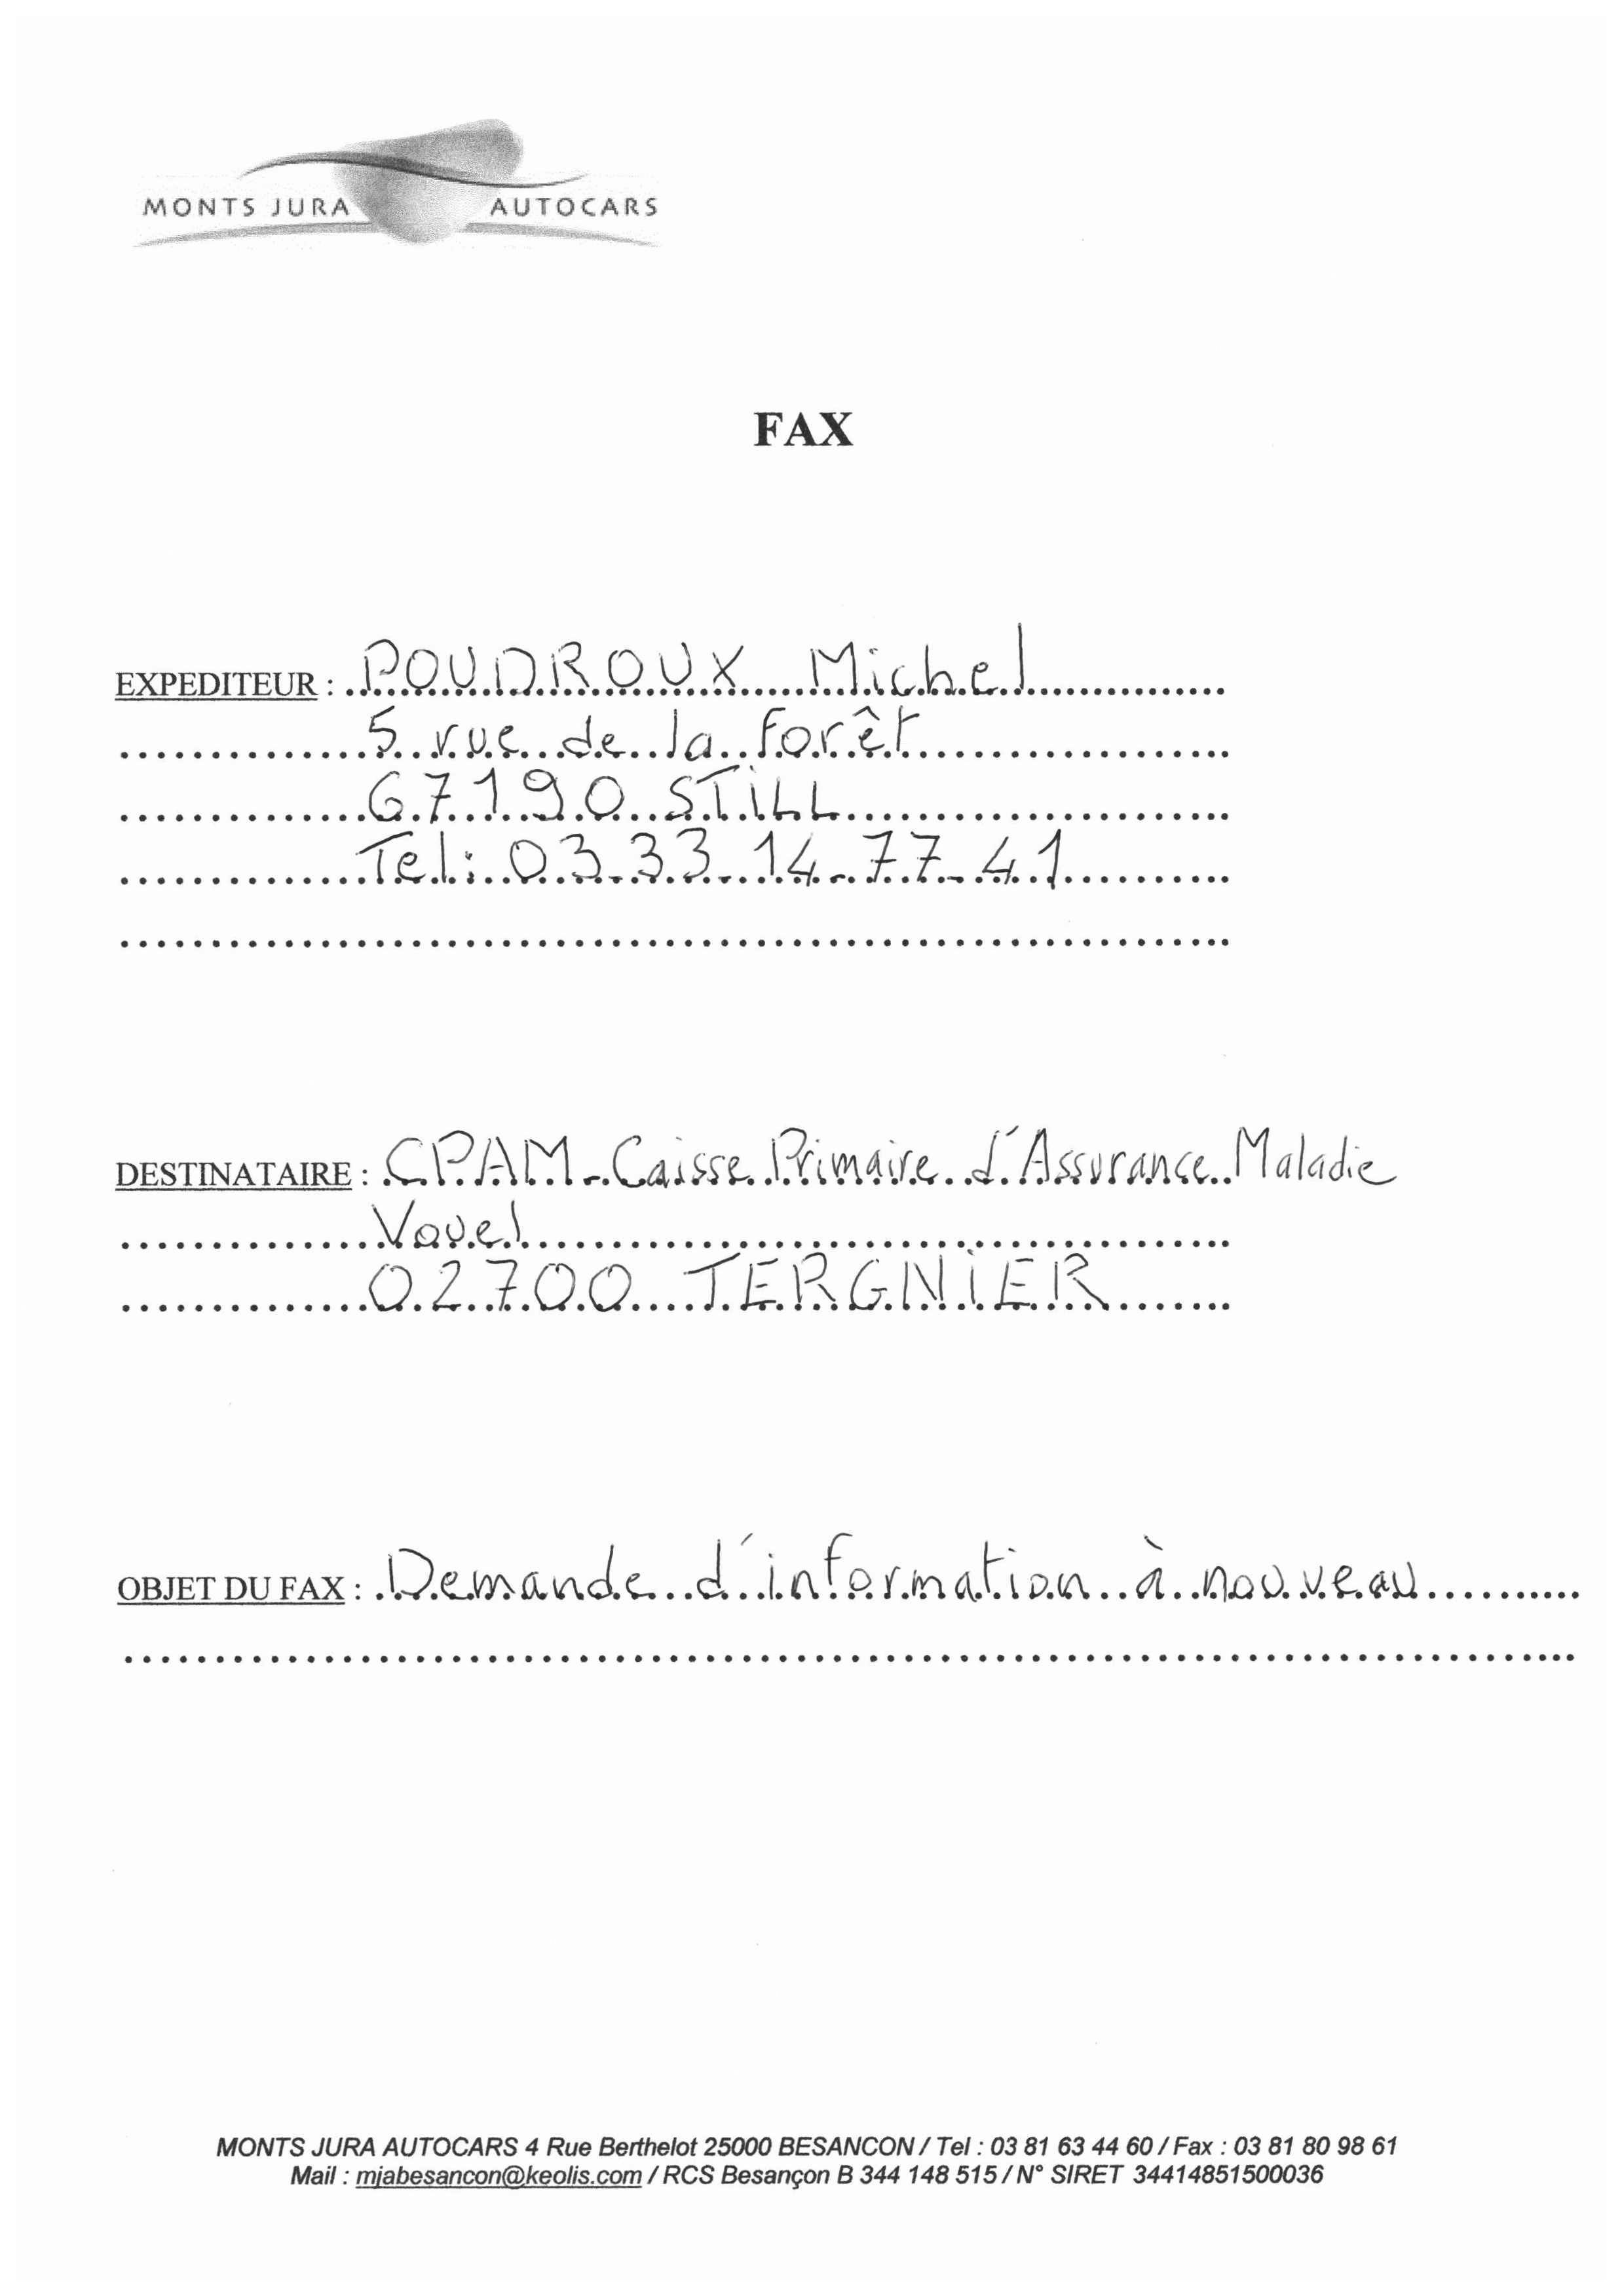 MONTS JURA AUTOCARS
FAX
EXPEDITEUR : POUDROUX Michel
5 rue de la forêt
67190 STiLL
Tel : 03.33.14.77.41
DESTINATAIRE : CPAM - Caisse Primaire d'Assurance Maladie
Vouel
02700 TERGNiER
OBJET DU FAX : Demande d'information à nouveau
MONTS JURA AUTOCARS 4 Rue Berthelot 25000 BESANCON / Tel : 03 81 63 44 60 / Fax : 03 81 80 98 61
Mail : mjabesancon@keolis.com / RCS Besançon B 344 148 515 / N° SIRET 34414851500036